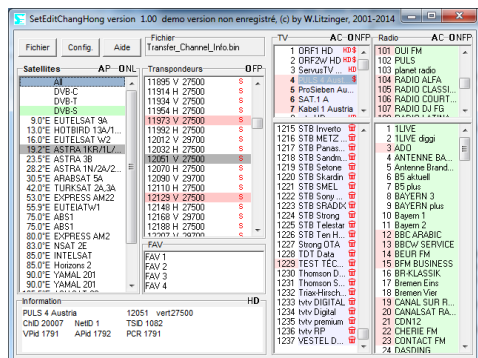 SetEditChangHong version 1.00 demo version non enregistré, (c) by W.Litzinger, 2001-2014
Fichier
Config.
Aide
Fichier
Transfer_Channel_Info.bin
Satellites AP-ONL
All
DVB-C
DVB-T
DVB-S
9.0°E EUTELSAT 9A
13.0°E HOTBIRD 13A/1...
16.0°E EUTELSAT W2
19.2°E ASTRA 1KR/1L/...
23.5°E ASTRA 3B
28.2°E ASTRA 1N/2A/2...
30.5°E ARABSAT 5A
42.0°E TURKSAT 2A,3A
53.0°E EXPRESS AM22
55.9°E EUTELATW1
75.0°E ABS1
75.0°E ABS1
80.0°E EXPRESS AM2
83.0°E NSAT 2E
85.0°E INTELSAT
85.0°E Horizons 2
90.0°E YAMAL 201
90.0°E YAMAL 201
Transpondeurs OFP
11895 V 27500 S
11914 H 27500 S
11934 V 27500 S
11954 H 27500 S
11973 V 27500 S
11992 H 27500 S
12012 V 29700 S
12032 H 27500 S
12051 V 27500 S
12070 H 27500 S
12090 V 29700 S
12110 H 27500 S
12129 V 27500 S
12148 H 27500 S
12168 V 27500 S
12188 H 27500 S
FAV
FAV 1
FAV 2
FAV 3
FAV 4
TV AC-ONFP
1 ORF1 HD HD$
2 ORF2W HD HD$
3 ServusTV ... HD
4 PULS 4 Aust... $
5 ProSieben Au...
6 SAT.1 A
7 Kabel 1 Austria
1215 STB Inverto
1216 STB METZ ...
1217 STB Panas...
1218 STB Sandm...
1219 STB Setone
1220 STB Skardin
1221 STB SMEL
1222 STB Sony ...
1223 STB SRADIX
1224 STB Strong
1225 STB Telestar
1226 STB Ten H...
1227 Strong OTA
1228 TDT Data
1229 TEST TEC...
1230 Thomson D...
1231 Thomson S...
1232 Triax-Hirsch...
1233 tvtv DIGITAL
1234 tvtv Digital
1235 tvtv premium
1236 tvtv RP
1237 VESTEL D...
Radio AC-ONFP
101 OUI FM
102 PULS
103 planet radio
104 RADIO ALFA
105 RADIO CLASSI...
106 RADIO COURT...
107 RADIO DJ FG
1 1LIVE
2 1LIVE diggi
3 ADO
4 ANTENNE BA...
5 Antenne Brand...
6 B5 aktuell
7 B5 plus
8 BAYERN 3
9 BAYERN plus
10 Bayern 1
11 Bayern 2
12 BBC ARABIC
13 BBCW SERVICE
14 BEUR FM
15 BFM BUSINESS
16 BR-KLASSIK
17 Bremen Eins
18 Bremen Vier
19 CANAL SUR R...
20 CANALSAT RA...
21 CDN12
22 CHERIE FM
23 CONTACT FM
24 DASDING
Information HD-
PULS 4 Austria 12051 vert27500
ChID 20007 NetID 1 TSID 1082
VPid 1791 APid 1792 PCR 1791